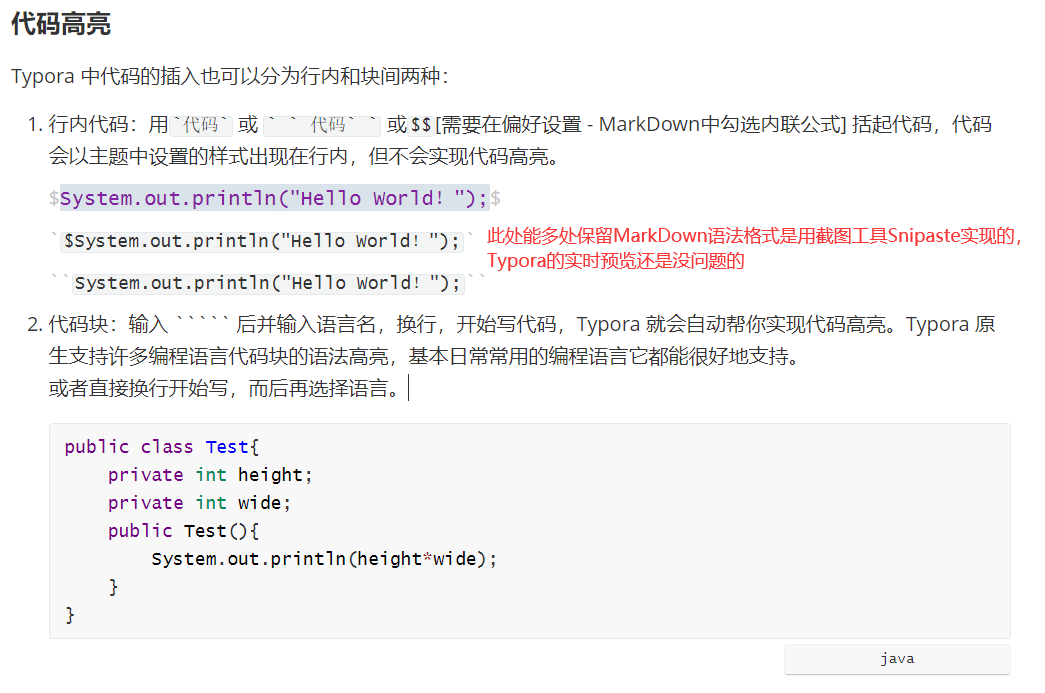 代码高亮
Typora 中代码的插入也可以分为行内和块间两种：
1. 行内代码：用`代码` 或 ` ` 代码` ` 或$$[需要在偏好设置 - MarkDown中勾选内联公式] 括起代码，代码
会以主题中设置的样式出现在行内，但不会实现代码高亮。
$System.out.println("Hello World！");$
`$System.out.println("Hello World！");`
此处能多处保留MarkDown语法格式是用截图工具Snipaste实现的，
Typora的实时预览还是没问题的
``System.out.println("Hello World！");``
2. 代码块：输入 ````` 后并输入语言名，换行，开始写代码，Typora 就会自动帮你实现代码高亮。Typora 原
生支持许多编程语言代码块的语法高亮，基本日常常用的编程语言它都能很好地支持。
或者直接换行开始写，而后再选择语言。
public class Test{
    private int height;
    private int wide;
    public Test(){
        System.out.println(height*wide);
    }
}
java